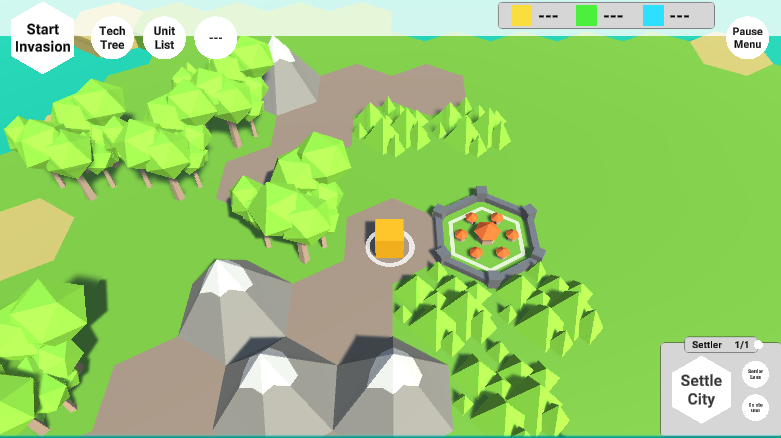 Start
Invasion
Tech
Tree
Unit
List
---
---
---
---
Pause
Menu
Settler 1/1
Settle
City